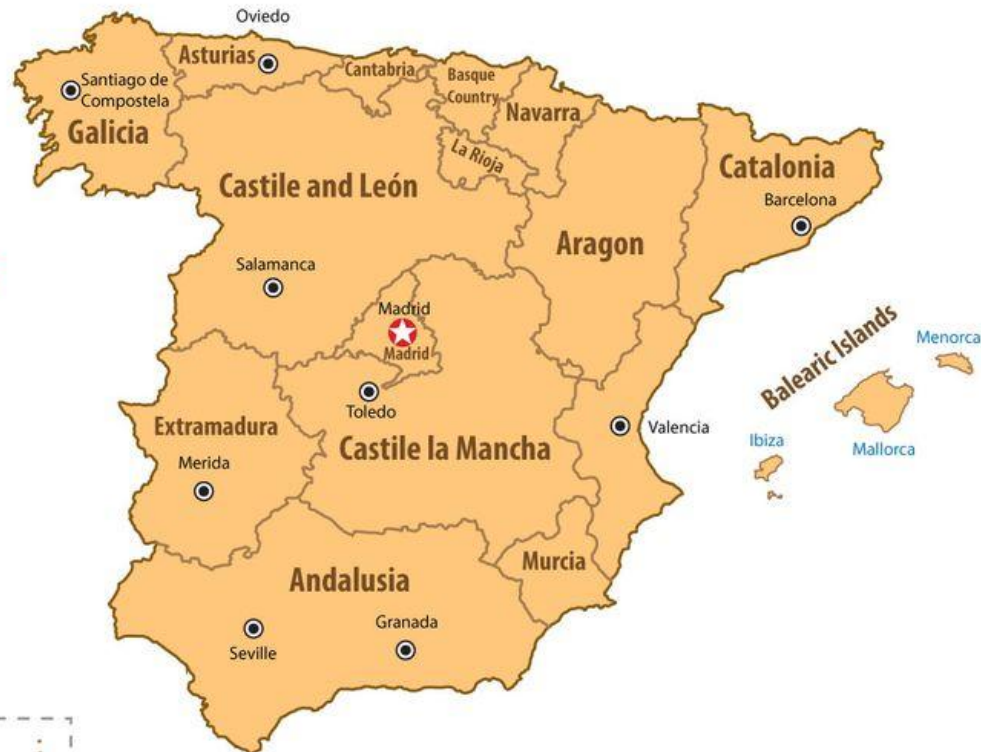 Oviedo
Asturias
Cantabria
Basque
Country
Navarra
Santiago de
Compostela
Galicia
La Rioja
Catalonia
Castile and León
Barcelona
Aragon
Salamanca
Madrid
Madrid
Balearic Islands
Menorca
Toledo
Valencia
Extramadura
Castile la Mancha
Ibiza
Mallorca
Merida
Murcia
Andalusia
Granada
Seville